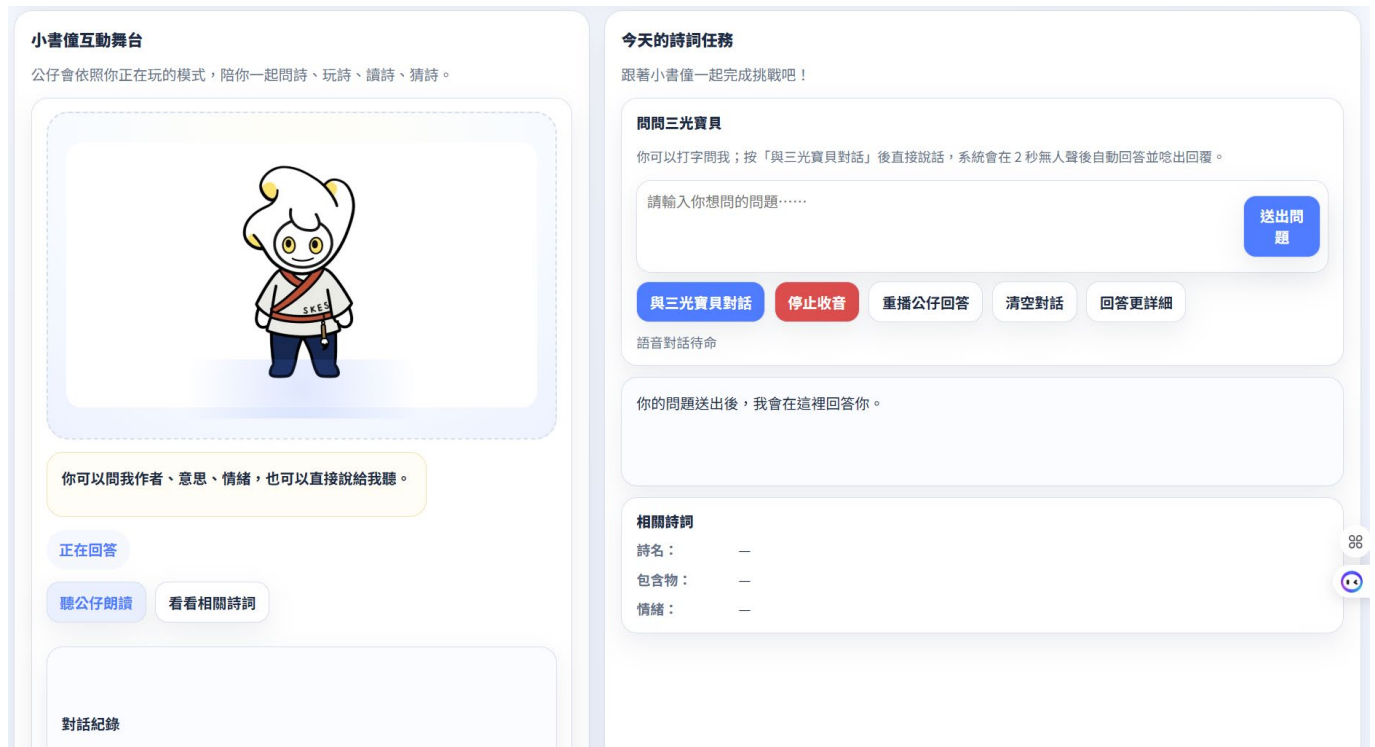 小書僮互動舞台
公仔會依照你正在玩的模式，陪你一起問詩、玩詩、讀詩、猜詩。
SKES
你可以問我作者、意思、情緒，也可以直接說給我聽。
正在回答
聽公仔朗讀
看看相關詩詞
對話紀錄
今天的詩詞任務
跟著小書僮一起完成挑戰吧！
問問三光寶貝
你可以打字問我；按「與三光寶貝對話」後直接說話，系統會在 2 秒無人聲後自動回答並唸出回覆。
請輸入你想問的問題⋯⋯
送出問
題
與三光寶貝對話
停止收音
重播公仔回答
清空對話
回答更詳細
語音對話待命
你的問題送出後，我會在這裡回答你。
相關詩詞
詩名： —
包含物： —
情緒： —